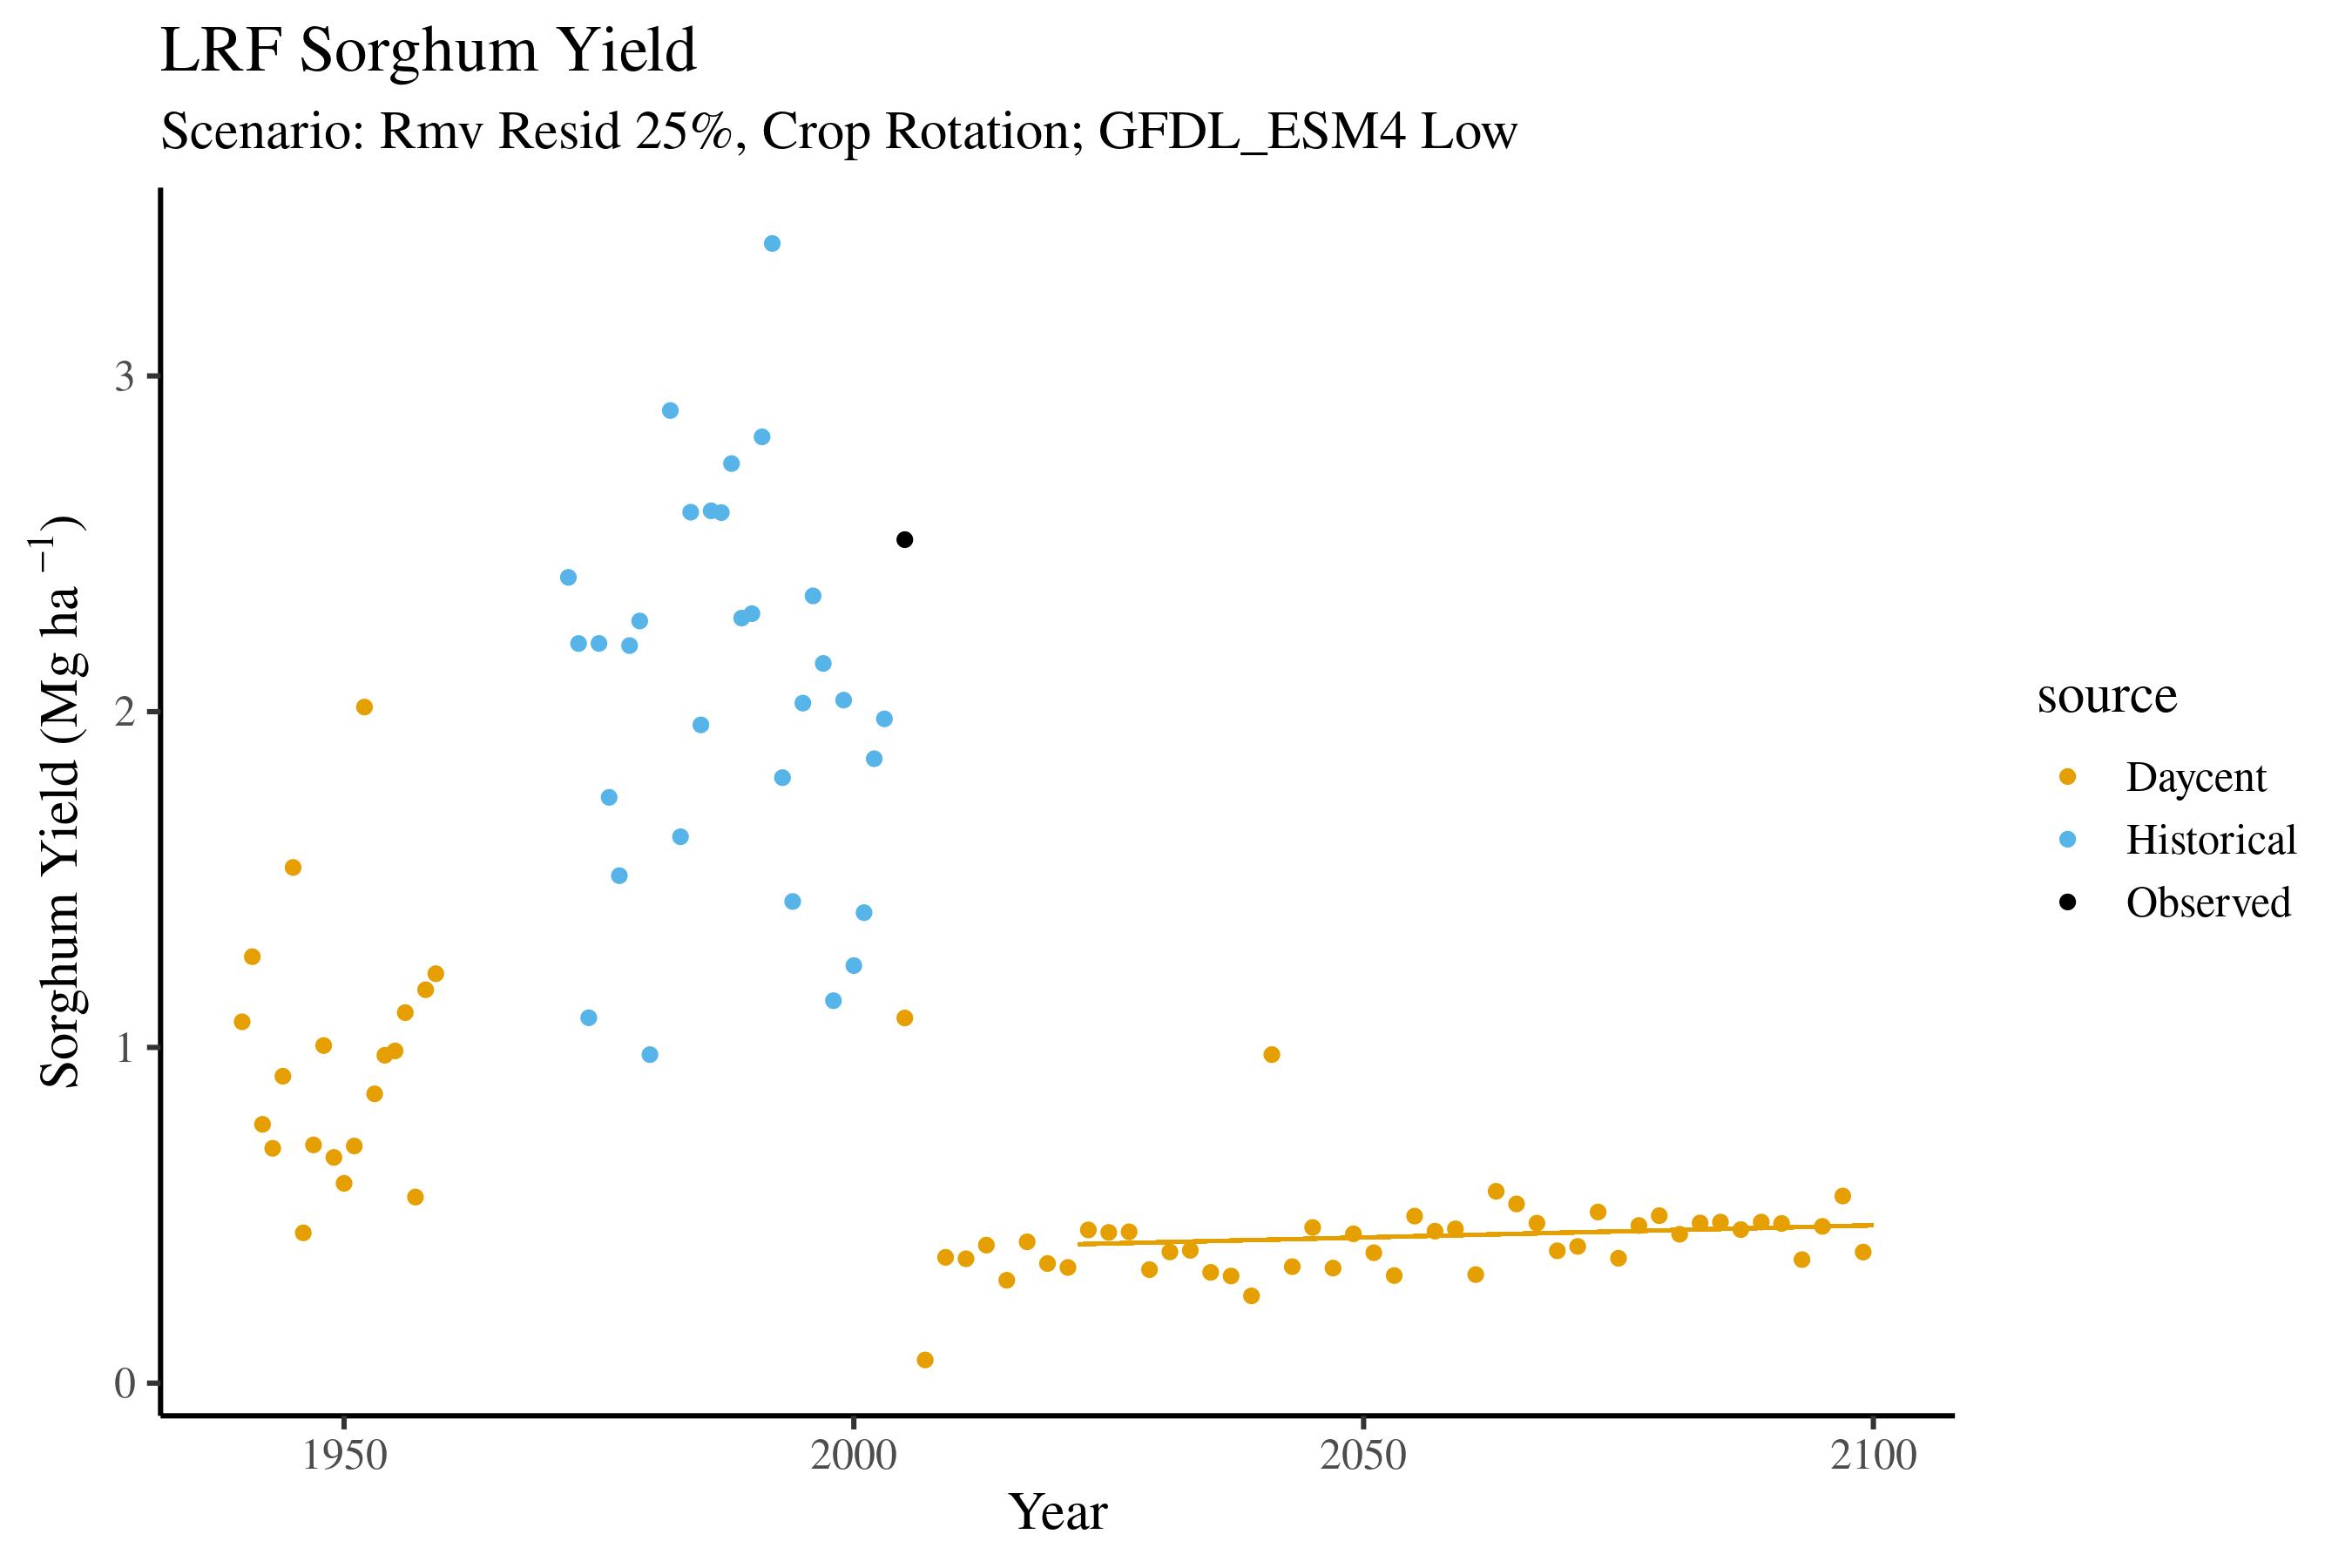 LRF Sorghum Yield
Scenario: Rmv Resid 25%, Crop Rotation; GFDL_ESM4 Low
Sorghum Yield (Mg ha −1)
3
2
1
0
1950
2000
2050
2100
Year
source
Daycent
Historical
Observed